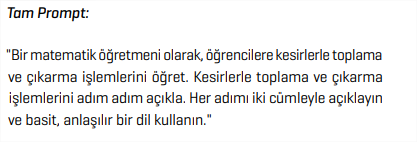 Tam Prompt:
"Bir matematik öğretmeni olarak, öğrencilere kesirlerle toplama
ve çıkarma işlemlerini öğret. Kesirlerle toplama ve çıkarma
işlemlerini adım adım açıkla. Her adımı iki cümleyle açıklayın
ve basit, anlaşılır bir dil kullanın."